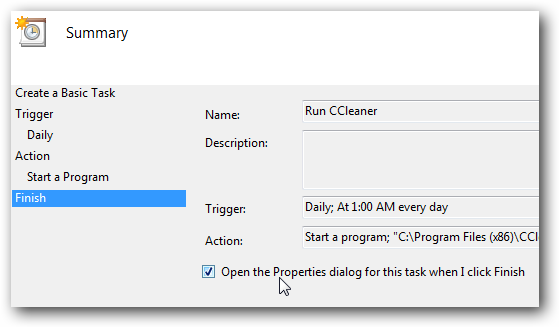 Summary
Create a Basic Task
Trigger
Daily
Action
Start a Program
Finish
Name: Run CCleaner
Description:
Trigger: Daily; At 1:00 AM every day
Action: Start a program; "C:\Program Files (x86)\CCl
Open the Properties dialog for this task when I click Finish